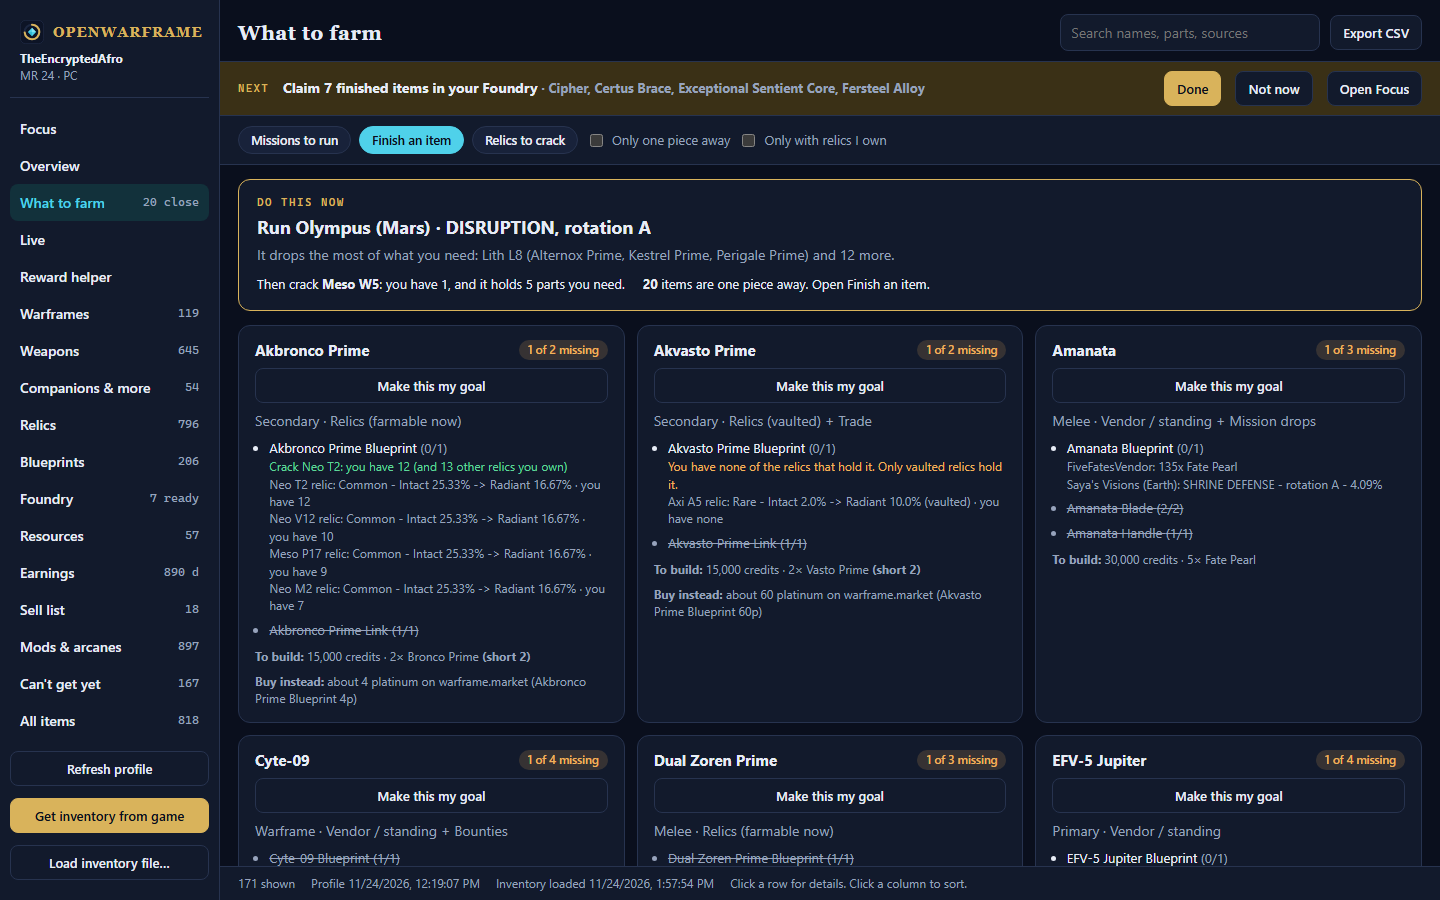 OPENWARFRAME
TheEncryptedAfro
MR 24 · PC
Focus
Overview
What to farm 20 close
Live
Reward helper
Warframes 119
Weapons 645
Companions & more 54
Relics 796
Blueprints 206
Foundry 7 ready
Resources 57
Earnings 890 d
Sell list 18
Mods & arcanes 897
Can't get yet 167
All items 818
Refresh profile
Get inventory from game
Load inventory file...
What to farm
Search names, parts, sources
Export CSV
NEXT Claim 7 finished items in your Foundry · Cipher, Certus Brace, Exceptional Sentient Core, Fersteel Alloy
Done
Not now
Open Focus
Missions to run
Finish an item
Relics to crack
Only one piece away
Only with relics I own
DO THIS NOW
Run Olympus (Mars) · DISRUPTION, rotation A
It drops the most of what you need: Lith L8 (Alternox Prime, Kestrel Prime, Perigale Prime) and 12 more.
Then crack Meso W5: you have 1, and it holds 5 parts you need. 20 items are one piece away. Open Finish an item.
Akbronco Prime 1 of 2 missing
Make this my goal
Secondary · Relics (farmable now)
Akbronco Prime Blueprint (0/1)
Crack Neo T2: you have 12 (and 13 other relics you own)
Neo T2 relic: Common - Intact 25.33% -> Radiant 16.67% · you
have 12
Neo V12 relic: Common - Intact 25.33% -> Radiant 16.67% ·
you have 10
Meso P17 relic: Common - Intact 25.33% -> Radiant 16.67% ·
you have 9
Neo M2 relic: Common - Intact 25.33% -> Radiant 16.67% · you
have 7
Akbronco Prime Link (1/1)
To build: 15,000 credits · 2× Bronco Prime (short 2)
Buy instead: about 4 platinum on warframe.market (Akbronco
Prime Blueprint 4p)
Akvasto Prime 1 of 2 missing
Make this my goal
Secondary · Relics (vaulted) + Trade
Akvasto Prime Blueprint (0/1)
You have none of the relics that hold it. Only vaulted relics hold
it.
Axi A5 relic: Rare - Intact 2.0% -> Radiant 10.0% (vaulted) · you
have none
Akvasto Prime Link (1/1)
To build: 15,000 credits · 2× Vasto Prime (short 2)
Buy instead: about 60 platinum on warframe.market (Akvasto
Prime Blueprint 60p)
Amanata 1 of 3 missing
Make this my goal
Melee · Vendor / standing + Mission drops
Amanata Blueprint (0/1)
FiveFatesVendor: 135x Fate Pearl
Saya's Visions (Earth): SHRINE DEFENSE - rotation A - 4.09%
Amanata Blade (2/2)
Amanata Handle (1/1)
To build: 30,000 credits · 5× Fate Pearl
Cyte-09 1 of 4 missing
Make this my goal
Warframe · Vendor / standing + Bounties
Cyte-09 Blueprint (1/1)
Dual Zoren Prime 1 of 3 missing
Make this my goal
Melee · Relics (farmable now)
Dual Zoren Prime Blueprint (1/1)
EFV-5 Jupiter 1 of 4 missing
Make this my goal
Primary · Vendor / standing
EFV-5 Jupiter Blueprint (0/1)
171 shown Profile 11/24/2026, 12:19:07 PM Inventory loaded 11/24/2026, 1:57:54 PM Click a row for details. Click a column to sort.